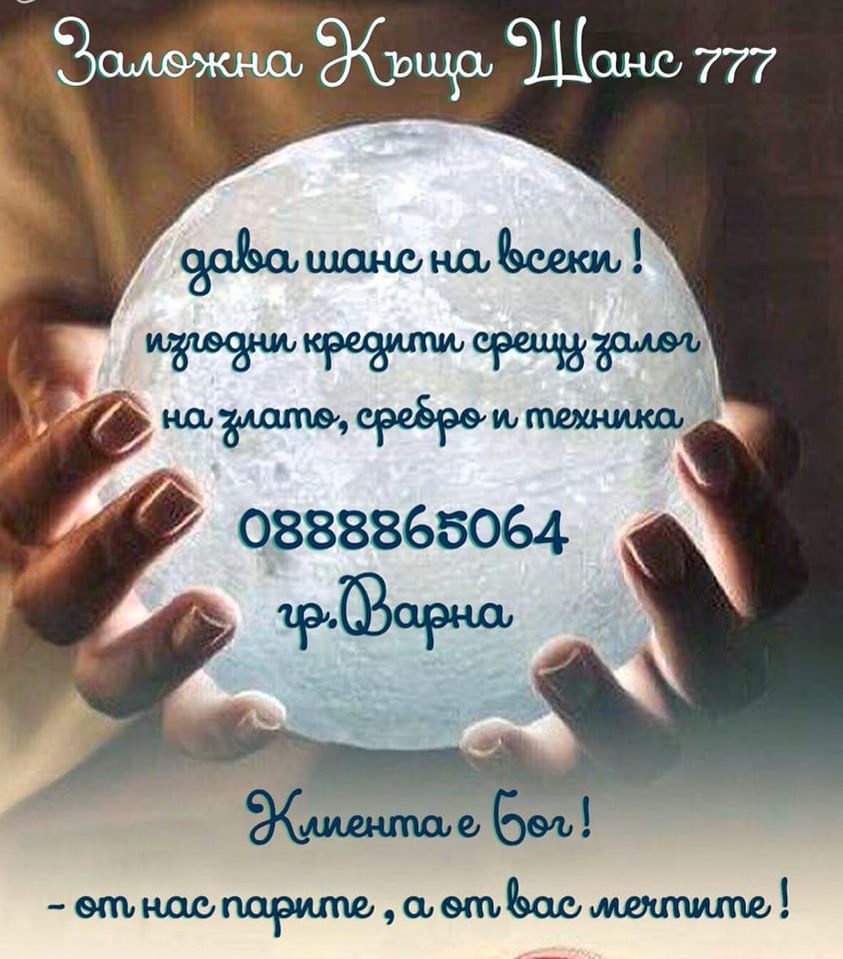 Заложна Къща Шанс 777
дава шанс на всеки !
изгодни кредити срещу залог
на злато, сребро и техника
0888865064
гр.Варна
Клиента е Бог !
- от нас парите , а от вас мечтите !